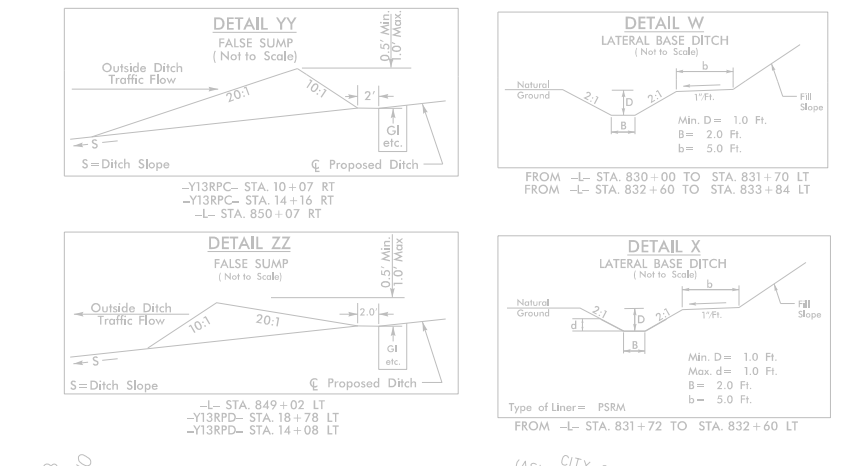 DETAIL YY
FALSE SUMP
( Not to Scale)
0.5' Min.
1.0' Max.
Outside Ditch
Traffic Flow
20:1
10:1
2'
S
GI
etc.
S=Ditch Slope
℄ Proposed Ditch
–Y13RPC– STA. 10+07 RT
–Y13RPC– STA. 14+16 RT
–L– STA. 850+07 RT
DETAIL W
LATERAL BASE DITCH
( Not to Scale)
b
Natural
Ground
2:1
D
2:1
1"/Ft.
Fill
Slope
B
Min. D= 1.0 Ft.
B= 2.0 Ft.
b= 5.0 Ft.
FROM –L– STA. 830+00 TO STA. 831+70 LT
FROM –L– STA. 832+60 TO STA. 833+84 LT
DETAIL ZZ
FALSE SUMP
( Not to Scale)
0.5' Min.
1.0' Max
Outside Ditch
Traffic Flow
10:1
20:1
2.0'
S
GI
etc.
S=Ditch Slope
℄ Proposed Ditch
–L– STA. 849+02 LT
–Y13RPD– STA. 18+78 LT
–Y13RPD– STA. 14+08 LT
DETAIL X
LATERAL BASE DITCH
( Not to Scale)
b
Natural
Ground
2:1
D
2:1
1"/Ft.
Fill
Slope
d
B
Min. D= 1.0 Ft.
Max. d= 1.0 Ft.
B= 2.0 Ft.
b= 5.0 Ft.
Type of Liner= PSRM
FROM –L– STA. 831+72 TO STA. 832+60 LT
CITY